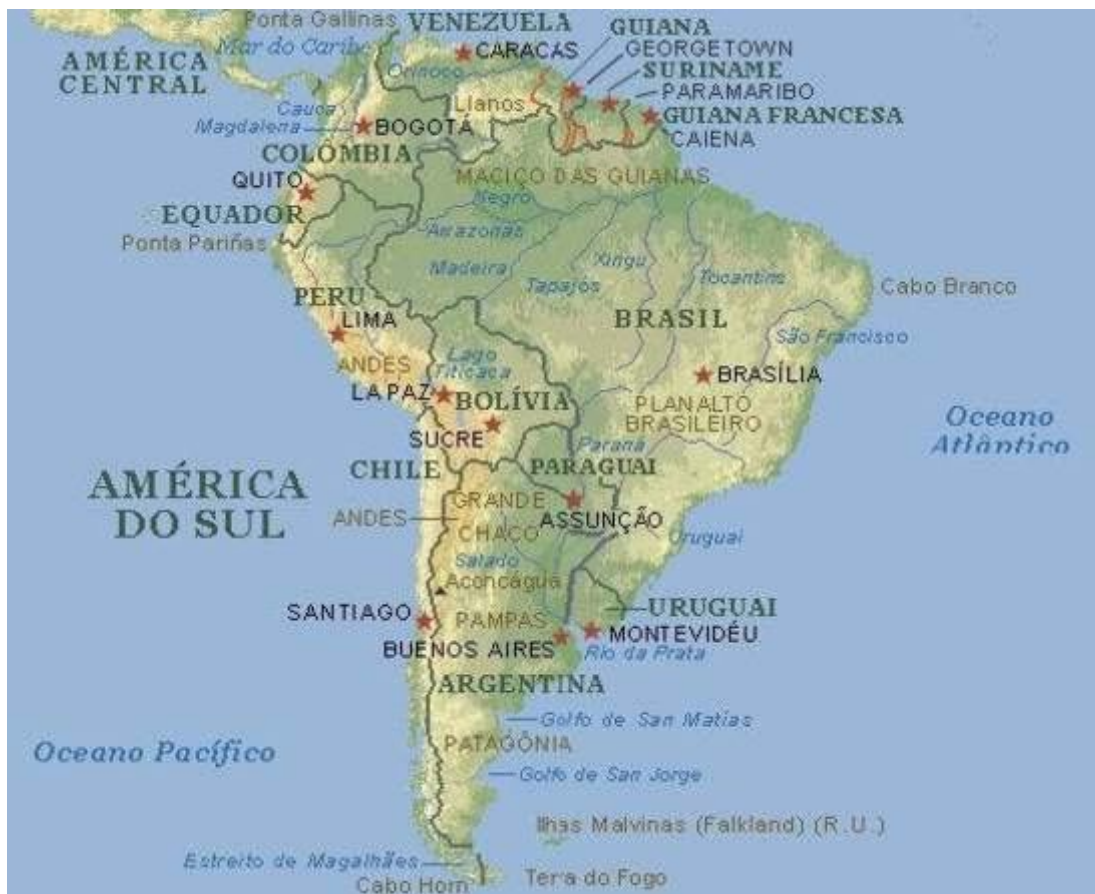 Ponta Gallinas
VENEZUELA
GUIANA
Mar do Caribe
CARACAS
GEORGETOWN
AMÉRICA
CENTRAL
Orinoco
SURINAME
PARAMARIBO
Cauca
Llanos
GUIANA FRANCESA
Magdalena
BOGOTÁ
CAIENA
COLÔMBIA
QUITO
MACIÇO DAS GUIANAS
Negro
EQUADOR
Ponta Pariñas
Amazonas
Madeira
Xingu
Tapajós
Tocantins
Cabo Branco
PERU
LIMA
BRASIL
São Francisco
ANDES
Lago
Titicaca
BRASÍLIA
LA PAZ
BOLÍVIA
PLANALTO
BRASILEIRO
Oceano
Atlântico
SUCRE
Paraná
CHILE
PARAGUAI
AMÉRICA
DO SUL
GRANDE
CHACO
ANDES
ASSUNÇÃO
Uruguai
Salado
Aconcágua
SANTIAGO
PAMPAS
URUGUAI
BUENOS AIRES
MONTEVIDÉU
Rio da Prata
ARGENTINA
Golfo de San Matias
Oceano Pacífico
PATAGÔNIA
Golfo de San Jorge
Ilhas Malvinas (Falkland) (R.U.)
Estreito de Magalhães
Cabo Horn
Terra do Fogo